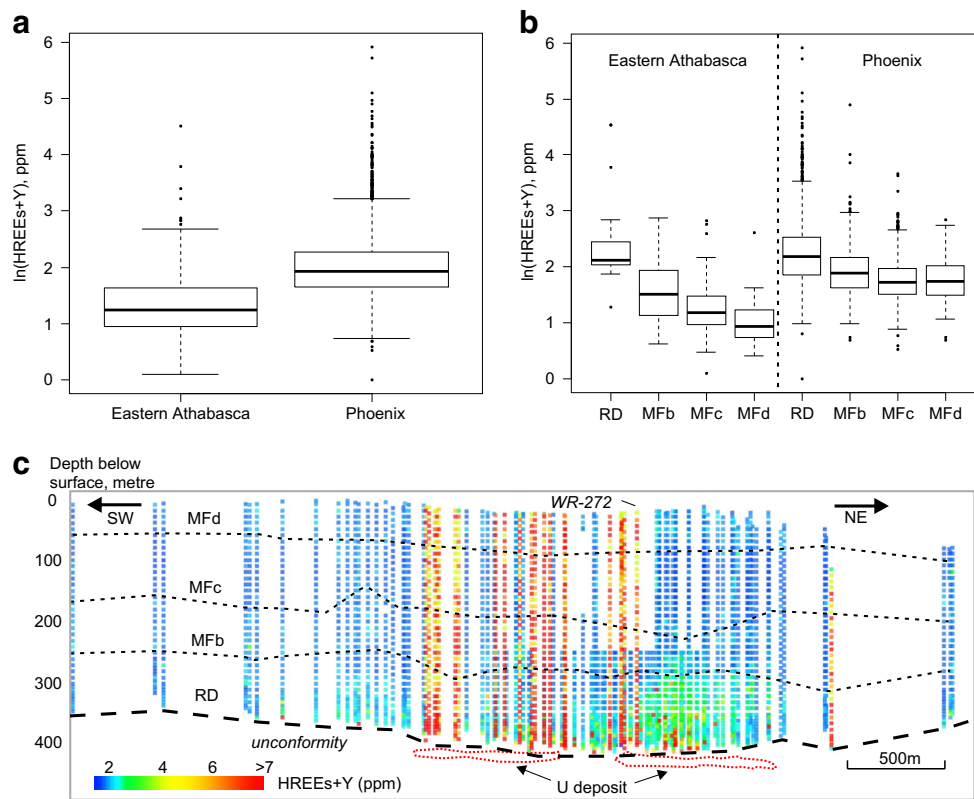 a
6
5
4
3
2
1
0
ln(HREEs+Y), ppm
Eastern Athabasca
Phoenix
b
6
5
4
3
2
1
0
ln(HREEs+Y), ppm
Eastern Athabasca
Phoenix
RD
MFb
MFc
MFd
RD
MFb
MFc
MFd
c
Depth below
surface, metre
0
100
200
300
400
SW
MFd
MFc
MFb
RD
unconformity
WR-272
NE
2
4
6
>7
HREEs+Y (ppm)
U deposit
500m